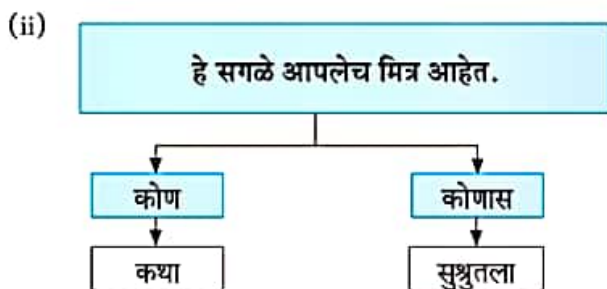 (ii)
हे सगळे आपलेच मित्र आहेत.
कोण कोणास
कथा सुश्रुतला